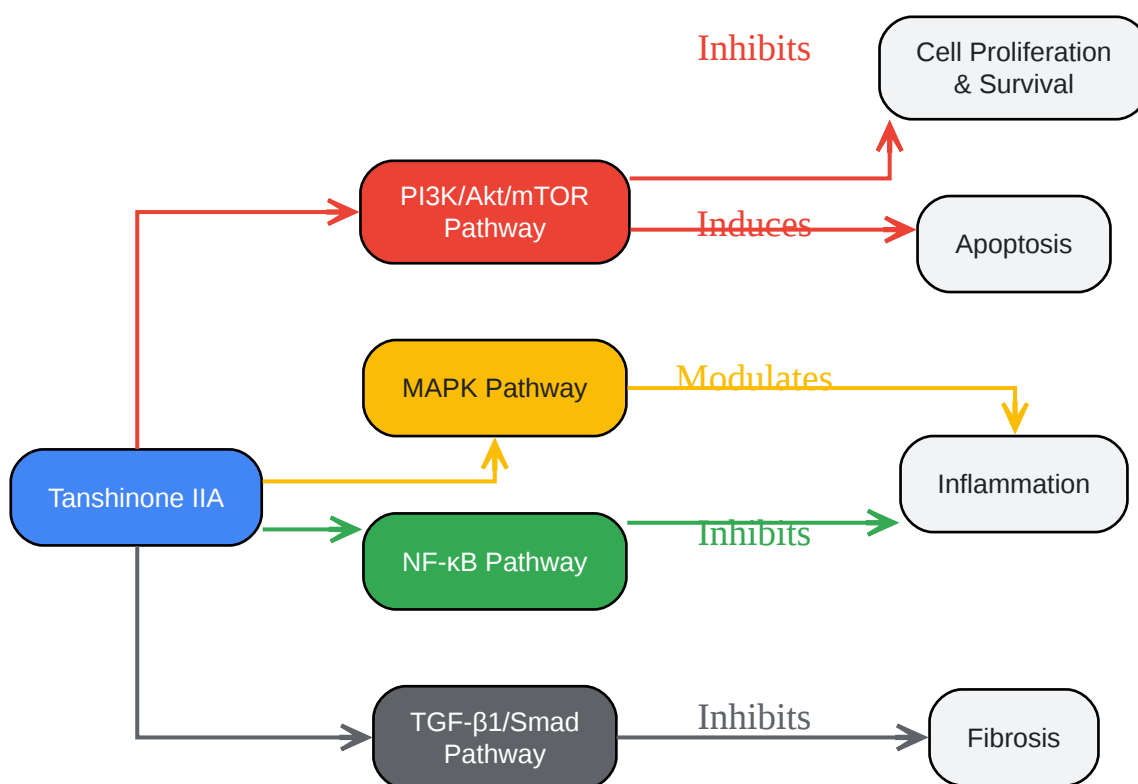 Inhibits
Cell Proliferation
& Survival
PI3K/Akt/mTOR
Pathway
Induces
Apoptosis
MAPK Pathway
Modulates
Tanshinone IIA
Inflammation
NF-κB Pathway
Inhibits
TGF-β1/Smad
Pathway
Inhibits
Fibrosis